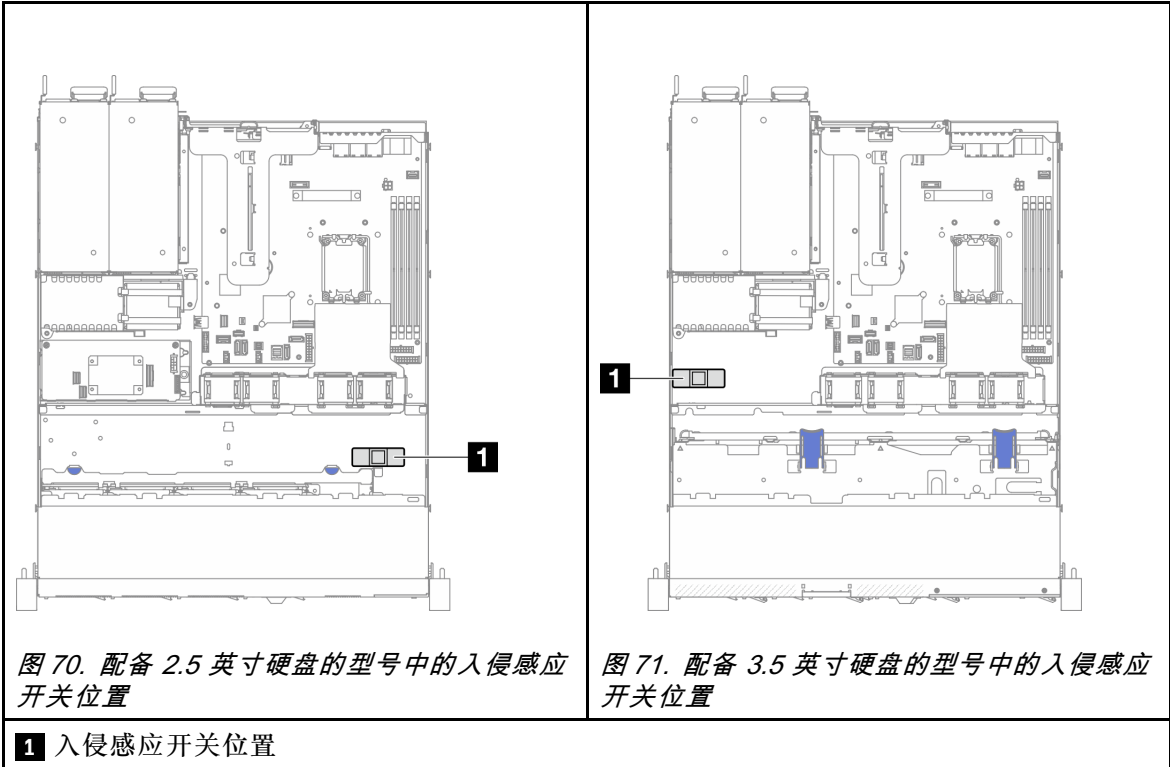 1
1
图 70. 配备 2.5 英寸硬盘的型号中的入侵感应
开关位置
图 71. 配备 3.5 英寸硬盘的型号中的入侵感应
开关位置
1 入侵感应开关位置